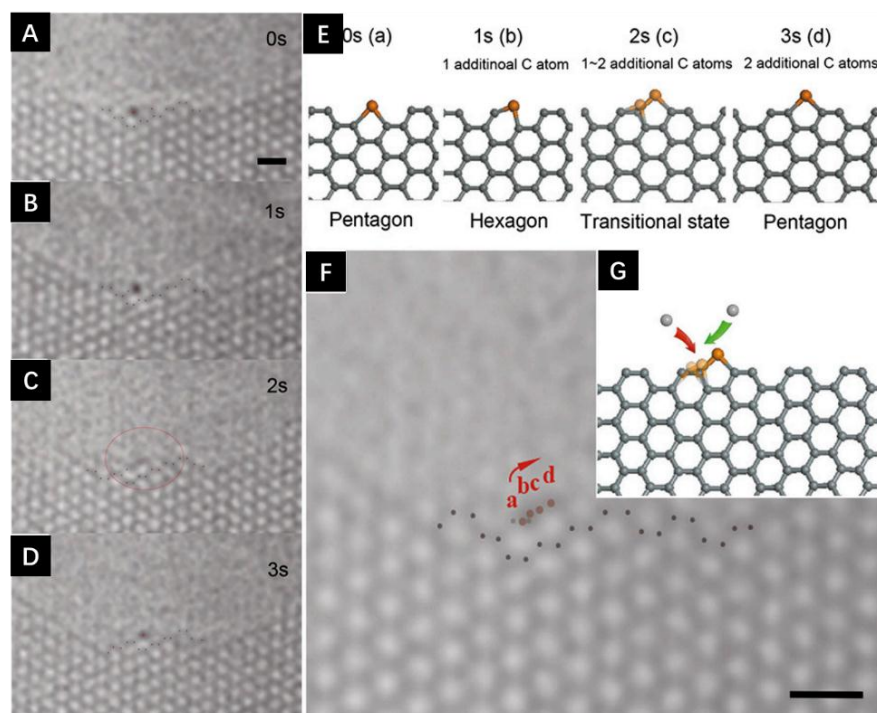 A
0s
B
1s
C
2s
D
3s
E
0s (a)
1s (b)
2s (c)
3s (d)
1 additinoal C atom
1~2 additional C atoms
2 additional C atoms
Pentagon
Hexagon
Transitional state
Pentagon
F
a
b
c
d
G